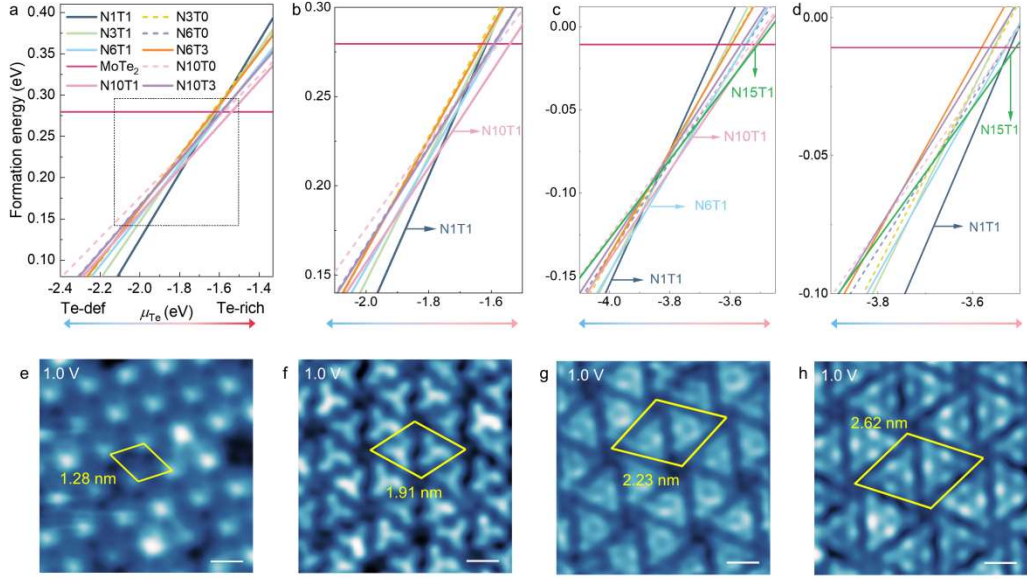 a
Formation energy (eV)
0.40
0.35
0.30
0.25
0.20
0.15
0.10
N1T1
N3T1
N6T1
MoTe2
N10T1
N3T0
N6T0
N6T3
N10T0
N10T3
-2.4 -2.2 -2.0 -1.8 -1.6 -1.4
Te-def μTe (eV) Te-rich
b
0.30
0.25
0.20
0.15
N10T1
N1T1
-2.0 -1.8 -1.6
c
0.00
-0.05
-0.10
-0.15
N15T1
N10T1
N6T1
N1T1
-4.0 -3.8 -3.6
d
0.00
-0.05
-0.10
N15T1
N1T1
-3.8 -3.6
e
1.0 V
1.28 nm
f
1.0 V
1.91 nm
g
1.0 V
2.23 nm
h
1.0 V
2.62 nm